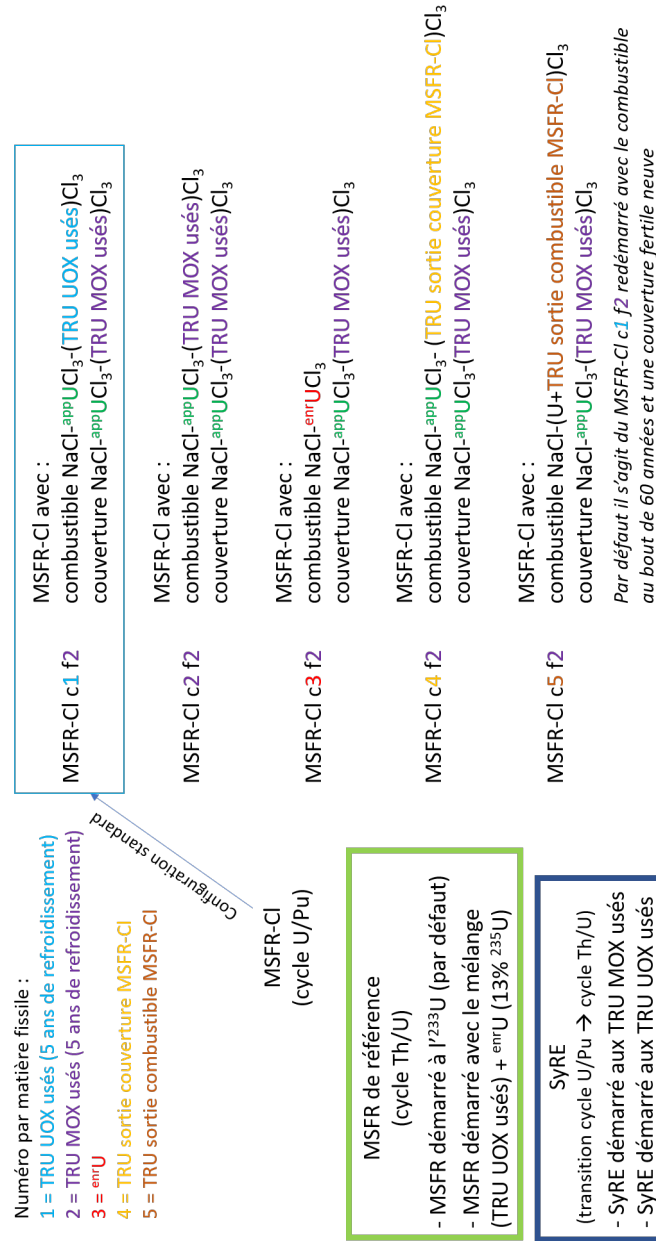 Numéro par matière fissile :
1 = TRU UOX usés (5 ans de refroidissement)
2 = TRU MOX usés (5 ans de refroidissement)
3 = ᵉⁿʳU
4 = TRU sortie couverture MSFR-Cl
5 = TRU sortie combustible MSFR-Cl
Configuration standard
MSFR-Cl
(cycle U/Pu)
MSFR de référence
(cycle Th/U)
- MSFR démarré à l'²³³U (par défaut)
- MSFR démarré avec le mélange
(TRU UOX usés) + ᵉⁿʳU (13% ²³⁵U)
SyRE
(transition cycle U/Pu → cycle Th/U)
- SyRE démarré aux TRU MOX usés
- SyRE démarré aux TRU UOX usés
MSFR-Cl c1 f2
MSFR-Cl avec :
combustible NaCl-ᵃᵖᵖUCl₃-(TRU UOX usés)Cl₃
couverture NaCl-ᵃᵖᵖUCl₃-(TRU MOX usés)Cl₃
MSFR-Cl c2 f2
MSFR-Cl avec :
combustible NaCl-ᵃᵖᵖUCl₃-(TRU MOX usés)Cl₃
couverture NaCl-ᵃᵖᵖUCl₃-(TRU MOX usés)Cl₃
MSFR-Cl c3 f2
MSFR-Cl avec :
combustible NaCl-ᵉⁿʳUCl₃
couverture NaCl-ᵃᵖᵖUCl₃-(TRU MOX usés)Cl₃
MSFR-Cl c4 f2
MSFR-Cl avec :
combustible NaCl-ᵃᵖᵖUCl₃- (TRU sortie couverture MSFR-Cl)Cl₃
couverture NaCl-ᵃᵖᵖUCl₃-(TRU MOX usés)Cl₃
MSFR-Cl c5 f2
MSFR-Cl avec :
combustible NaCl-(U+TRU sortie combustible MSFR-Cl)Cl₃
couverture NaCl-ᵃᵖᵖUCl₃-(TRU MOX usés)Cl₃
Par défaut il s'agit du MSFR-Cl c1 f2 redémarré avec le combustible
au bout de 60 années et une couverture fertile neuve